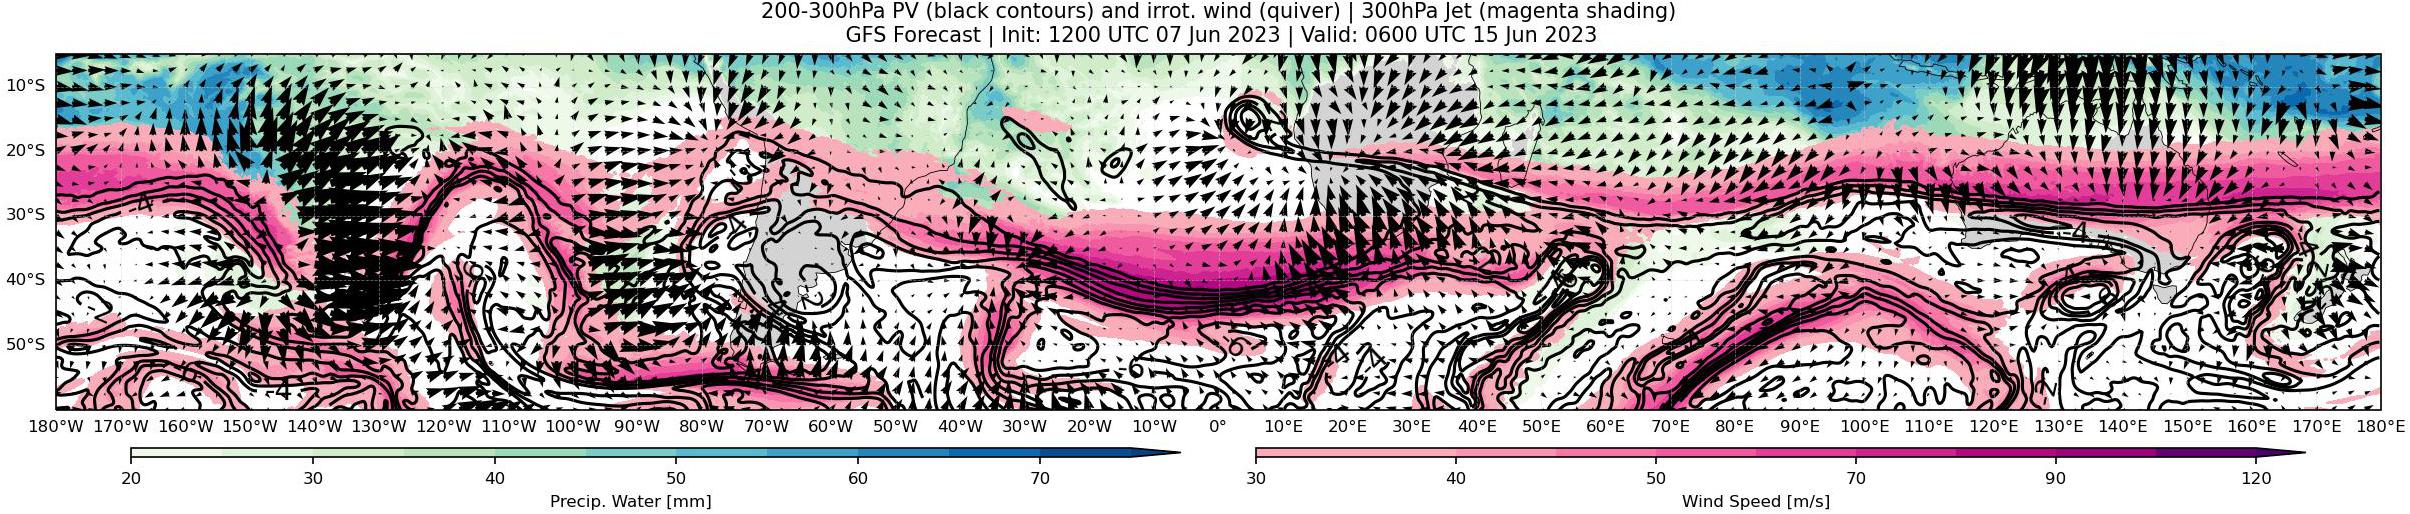 200-300hPa PV (black contours) and irrot. wind (quiver) | 300hPa Jet (magenta shading)
GFS Forecast | Init: 1200 UTC 07 Jun 2023 | Valid: 0600 UTC 15 Jun 2023
10°S
20°S
30°S
40°S
50°S
180°W 170°W 160°W 150°W 140°W 130°W 120°W 110°W 100°W 90°W 80°W 70°W 60°W 50°W 40°W 30°W 20°W 10°W 0° 10°E 20°E 30°E 40°E 50°E 60°E 70°E 80°E 90°E 100°E 110°E 120°E 130°E 140°E 150°E 160°E 170°E 180°E
20 30 40 50 60 70
Precip. Water [mm]
30 40 50 70 90 120
Wind Speed [m/s]